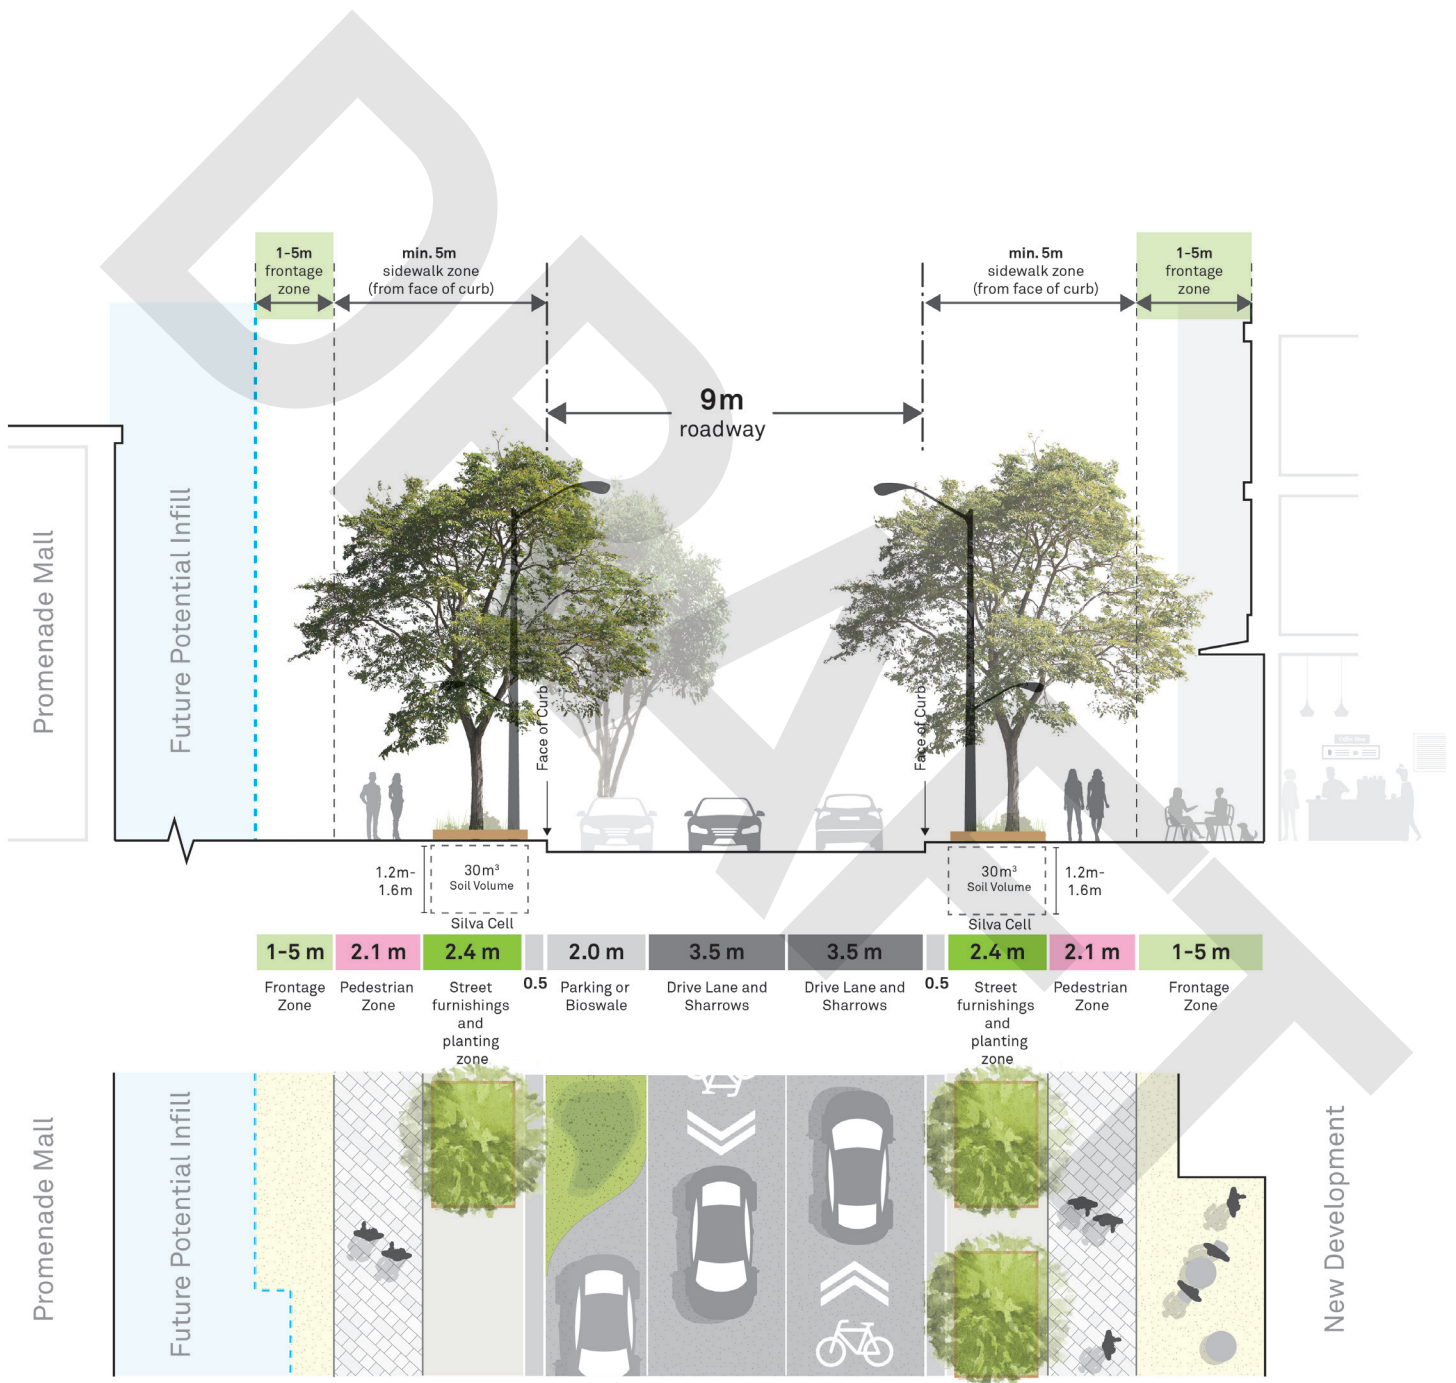 DRAFT
1-5m
frontage
zone
min. 5m
sidewalk zone
(from face of curb)
min. 5m
sidewalk zone
(from face of curb)
1-5m
frontage
zone
9m
roadway
Promenade Mall
Future Potential Infill
Face of Curb
Face of Curb
1.2m-
1.6m
30m³
Soil Volume
Silva Cell
30m³
Soil Volume
Silva Cell
1.2m-
1.6m
1-5 m
2.1 m
2.4 m
0.5
2.0 m
3.5 m
3.5 m
0.5
2.4 m
2.1 m
1-5 m
Frontage
Zone
Pedestrian
Zone
Street
furnishings
and
planting
zone
Parking or
Bioswale
Drive Lane and
Sharrows
Drive Lane and
Sharrows
Street
furnishings
and
planting
zone
Pedestrian
Zone
Frontage
Zone
Promenade Mall
Future Potential Infill
New Development